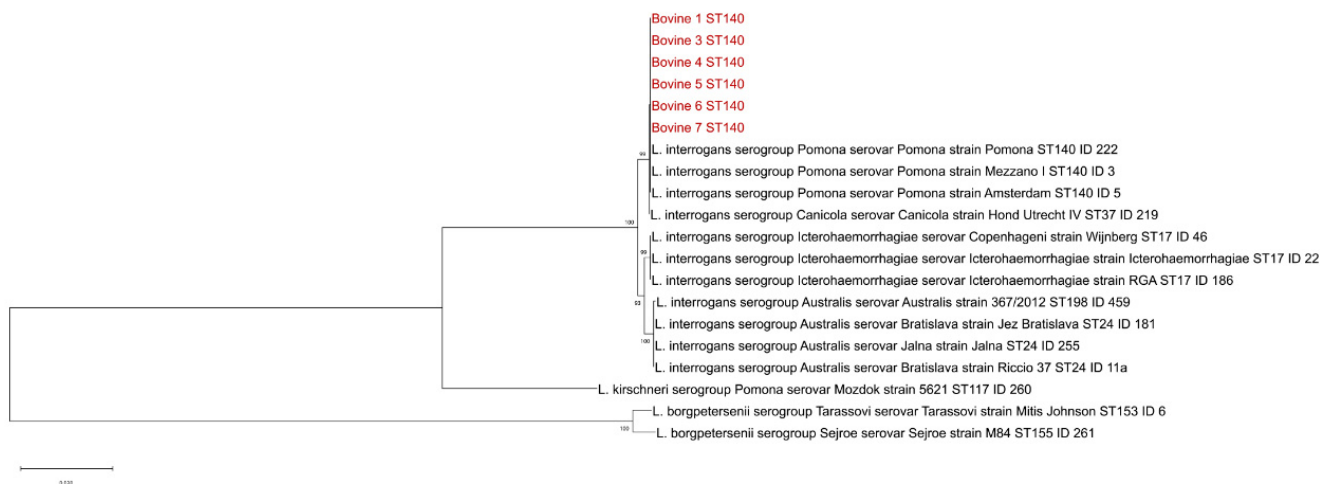 Bovine 1 ST140
Bovine 3 ST140
Bovine 4 ST140
Bovine 5 ST140
Bovine 6 ST140
Bovine 7 ST140
L. interrogans serogroup Pomona serovar Pomona strain Pomona ST140 ID 222
L. interrogans serogroup Pomona serovar Pomona strain Mezzano I ST140 ID 3
L. interrogans serogroup Pomona serovar Pomona strain Amsterdam ST140 ID 5
L. interrogans serogroup Canicola serovar Canicola strain Hond Utrecht IV ST37 ID 219
L. interrogans serogroup Icterohaemorrhagiae serovar Copenhageni strain Wijnberg ST17 ID 46
L. interrogans serogroup Icterohaemorrhagiae serovar Icterohaemorrhagiae strain Icterohaemorrhagiae ST17 ID 22
L. interrogans serogroup Icterohaemorrhagiae serovar Icterohaemorrhagiae strain RGA ST17 ID 186
L. interrogans serogroup Australis serovar Australis strain 367/2012 ST198 ID 459
L. interrogans serogroup Australis serovar Bratislava strain Jez Bratislava ST24 ID 181
L. interrogans serogroup Australis serovar Jalna strain Jalna ST24 ID 255
L. interrogans serogroup Australis serovar Bratislava strain Riccio 37 ST24 ID 11a
L. kirschneri serogroup Pomona serovar Mozdok strain 5621 ST117 ID 260
L. borgpetersenii serogroup Tarassovi serovar Tarassovi strain Mitis Johnson ST153 ID 6
L. borgpetersenii serogroup Sejroe serovar Sejroe strain M84 ST155 ID 261
100
93
100
100